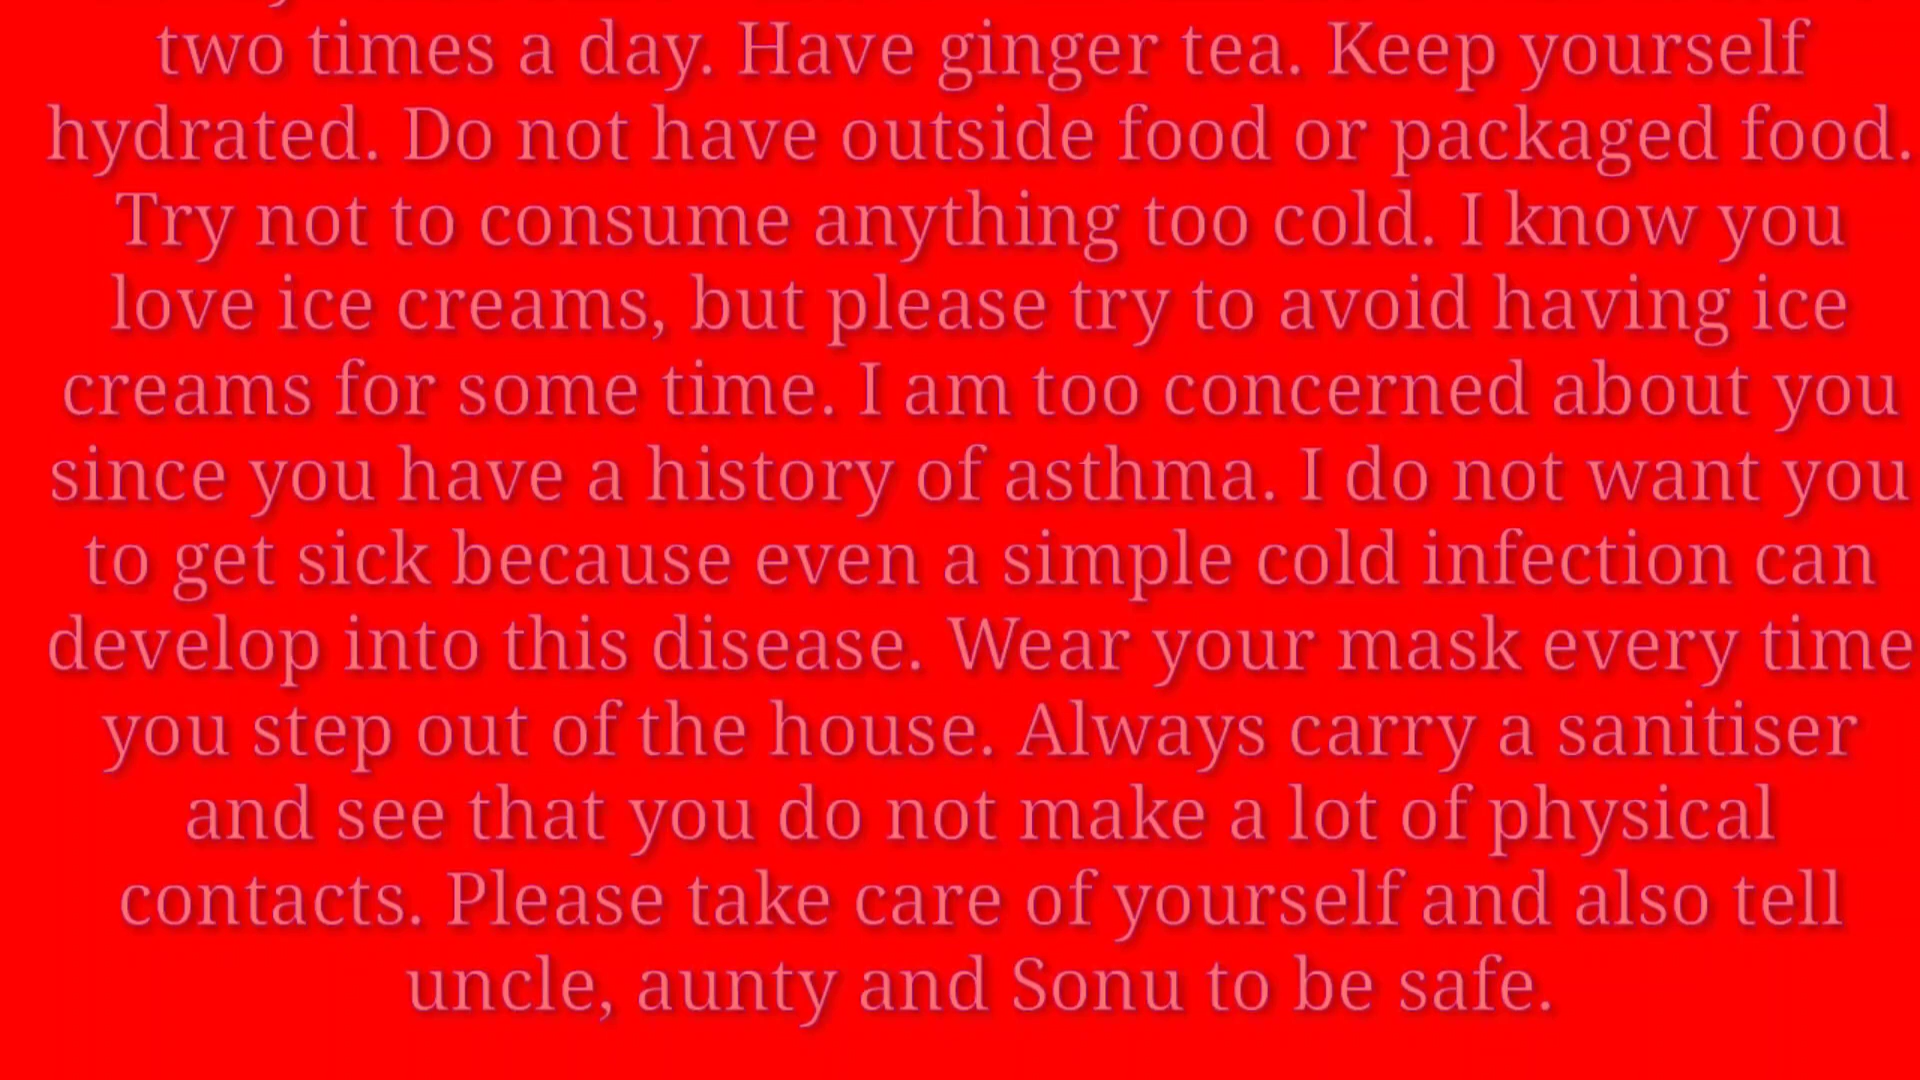 two times a day. Have ginger tea. Keep yourself
hydrated. Do not have outside food or packaged food.
Try not to consume anything too cold. I know you
love ice creams, but please try to avoid having ice
creams for some time. I am too concerned about you
since you have a history of asthma. I do not want you
to get sick because even a simple cold infection can
develop into this disease. Wear your mask every time
you step out of the house. Always carry a sanitiser
and see that you do not make a lot of physical
contacts. Please take care of yourself and also tell
uncle, aunty and Sonu to be safe.